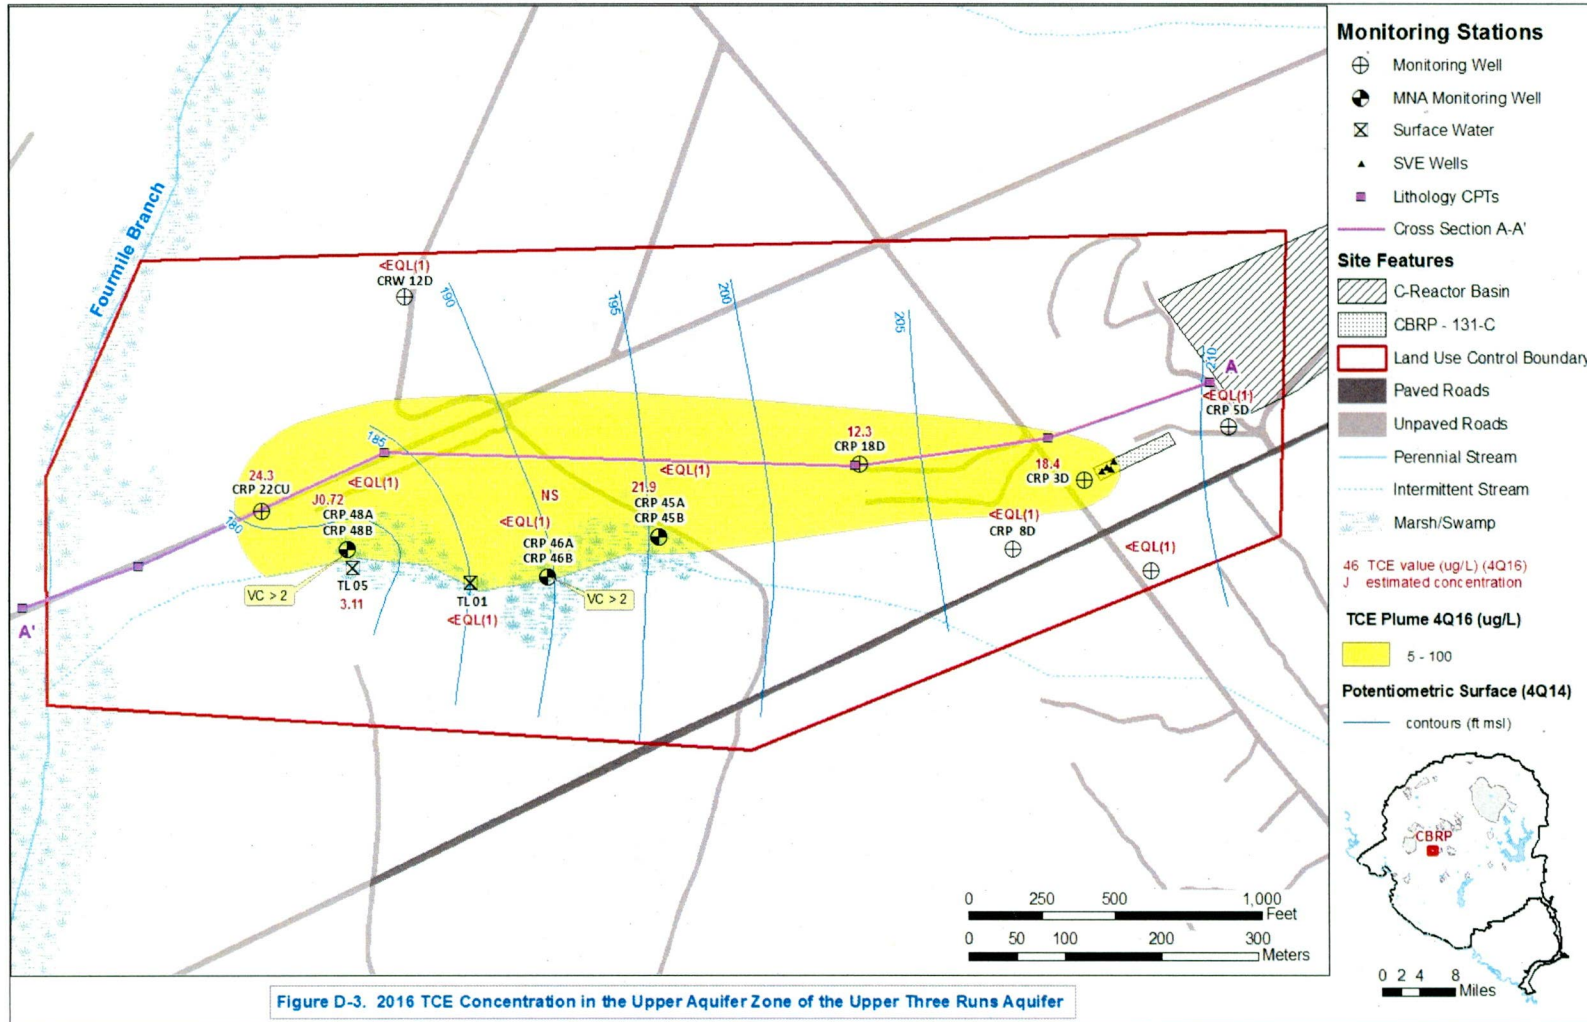 Fourmile Branch
<EQL(1)
CRW 12D
190
195
200
205
210
A
<EQL(1)
CRP 5D
185
12.3
CRP 18D
<EQL(1)
18.4
CRP 3D
24.3
CRP 22CU
<EQL(1)
J0.72
CRP 48A
CRP 48B
180
NS
<EQL(1)
CRP 46A
CRP 46B
21.9
CRP 45A
CRP 45B
<EQL(1)
CRP 8D
<EQL(1)
VC > 2
TL 05
3.11
TL 01
<EQL(1)
VC > 2
A'
0 250 500 1,000
Feet
0 50 100 200 300
Meters
Figure D-3. 2016 TCE Concentration in the Upper Aquifer Zone of the Upper Three Runs Aquifer
Monitoring Stations
Monitoring Well
MNA Monitoring Well
Surface Water
SVE Wells
Lithology CPTs
Cross Section A-A'
Site Features
C-Reactor Basin
CBRP - 131-C
Land Use Control Boundary
Paved Roads
Unpaved Roads
Perennial Stream
Intermittent Stream
Marsh/Swamp
46 TCE value (ug/L) (4Q16)
J estimated concentration
TCE Plume 4Q16 (ug/L)
5 - 100
Potentiometric Surface (4Q14)
contours (ft msl)
CBRP
0 2 4 8
Miles